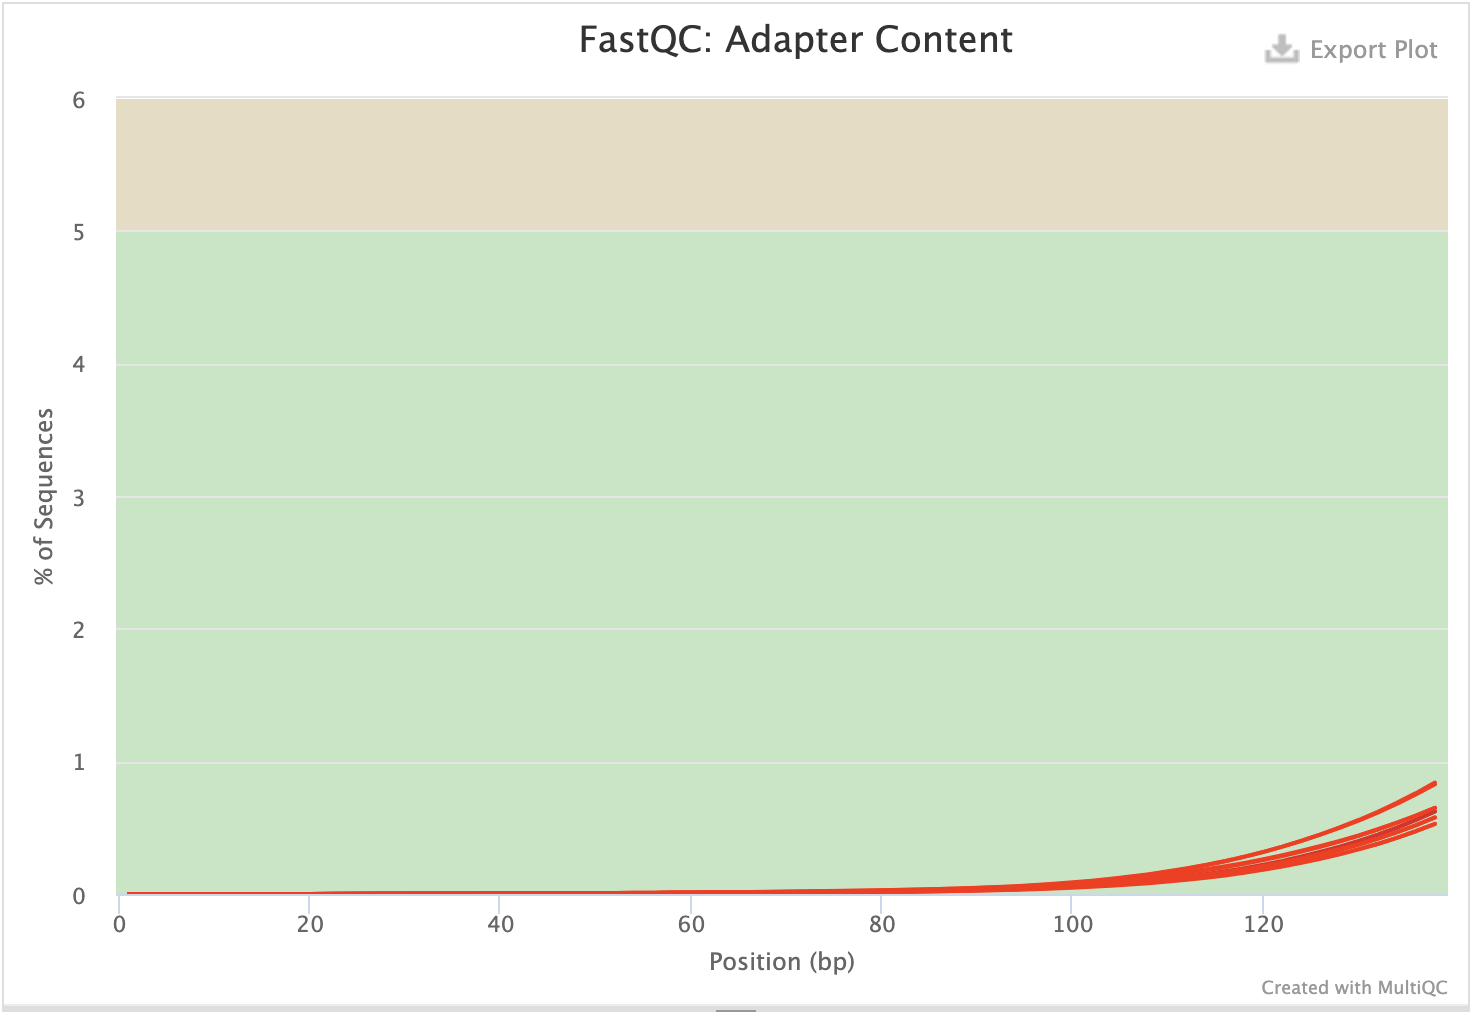 FastQC: Adapter Content
Export Plot
6
5
4
3
2
1
0
% of Sequences
0 20 40 60 80 100 120
Position (bp)
Created with MultiQC